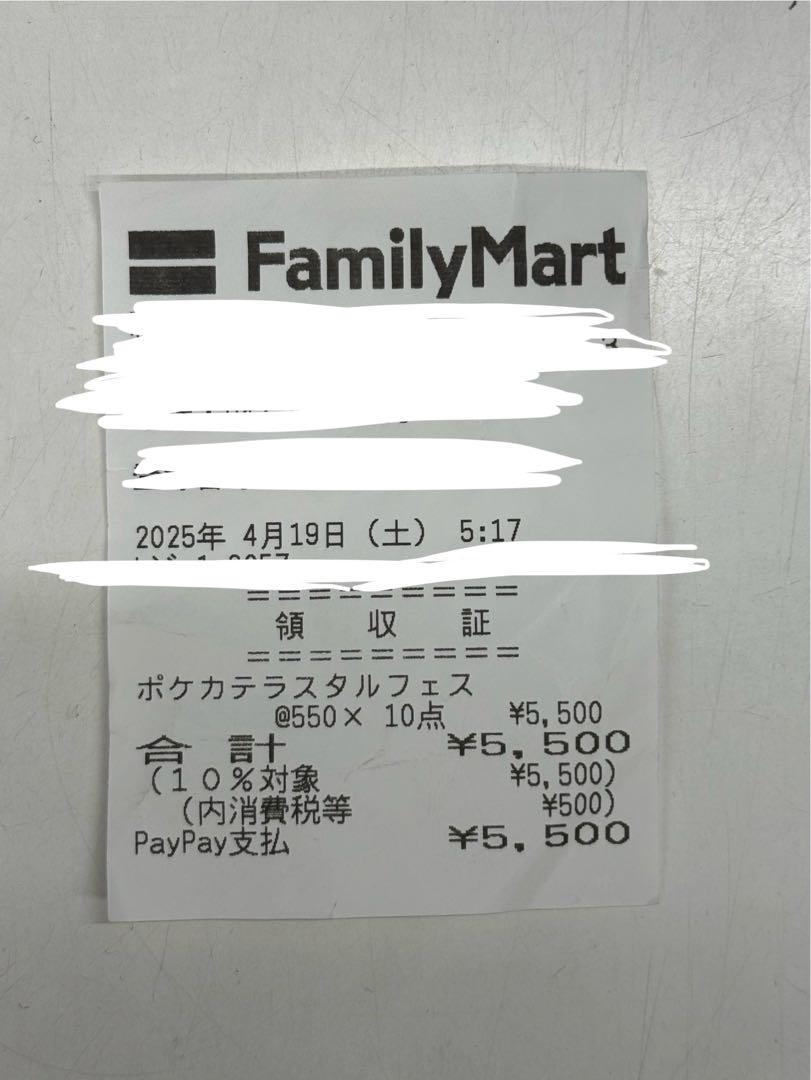 FamilyMart
2025年 4月19日（土） 5:17
=========
領 収 証
=========
ポケカテラスタルフェス
@550× 10点 ¥5,500
合 計 ¥5,500
（１０％対象 ¥5,500）
（内消費税等 ¥500）
PayPay支払 ¥5,500